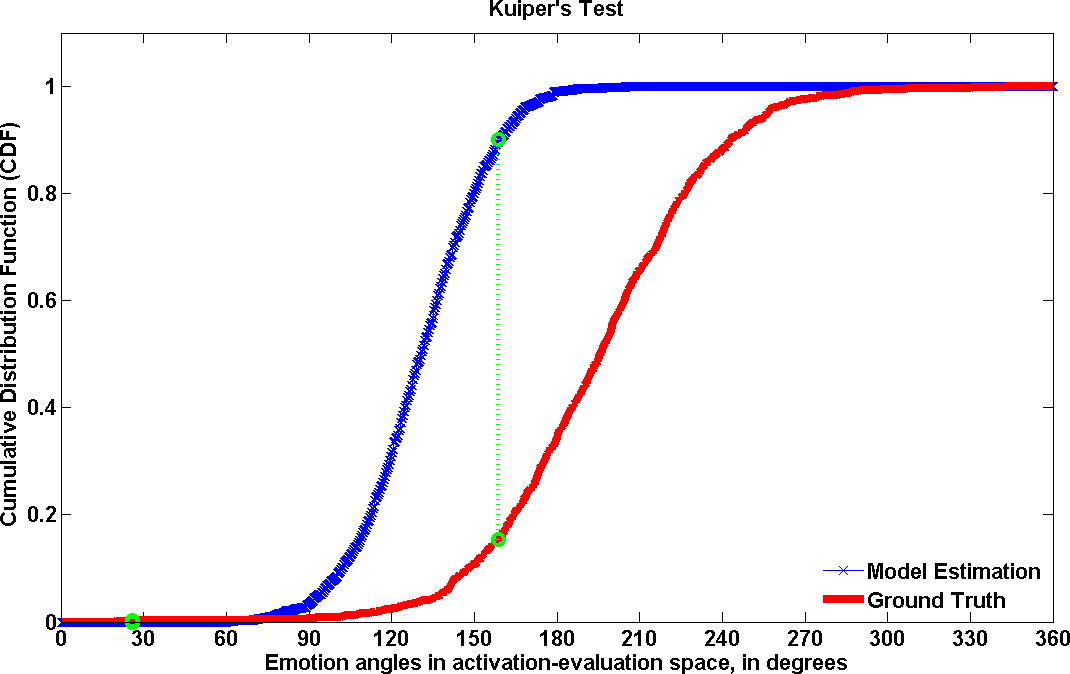 Kuiper's Test
Cumulative Distribution Function (CDF)
1
0.8
0.6
0.4
0.2
0
0 30 60 90 120 150 180 210 240 270 300 330 360
Emotion angles in activation-evaluation space, in degrees
Model Estimation
Ground Truth